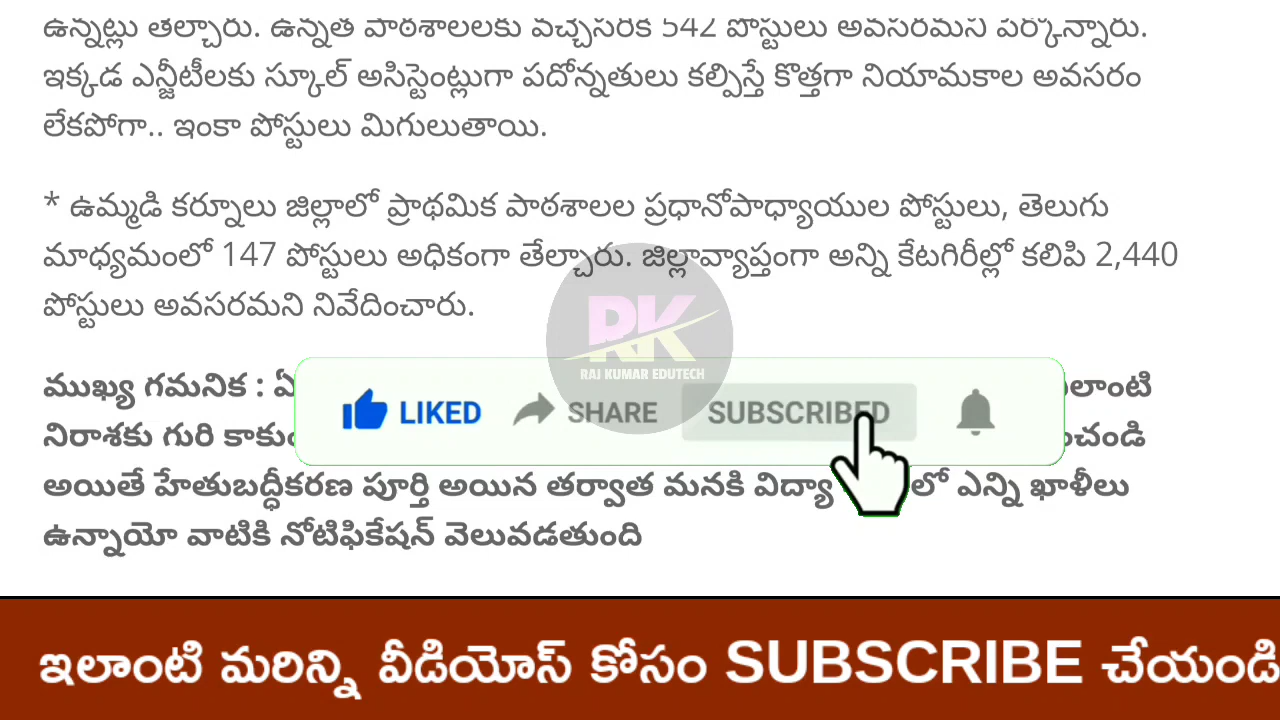 ఉన్నట్లు తేల్చారు. ఉన్నత పాఠశాలలకు వచ్చేసరికి 542 పోస్టులు అవసరమని పేర్కొన్నారు.
ఇక్కడ ఎన్జీటీలకు స్కూల్ అసిస్టెంట్లుగా పదోన్నతులు కల్పిస్తే కొత్తగా నియామకాల అవసరం
లేకపోగా.. ఇంకా పోస్టులు మిగులుతాయి.
* ఉమ్మడి కర్నూలు జిల్లాలో ప్రాథమిక పాఠశాలల ప్రధానోపాధ్యాయుల పోస్టులు, తెలుగు
మాధ్యమంలో 147 పోస్టులు అధికంగా తేల్చారు. జిల్లావ్యాప్తంగా అన్ని కేటగిరీల్లో కలిపి 2,440
పోస్టులు అవసరమని నివేదించారు.
RK
RAJ KUMAR EDUTECH
ముఖ్య గమనిక :
LIKED SHARE SUBSCRIBED
నిరాశకు గురి
అయితే హేతుబద్ధీకరణ పూర్తి అయిన తర్వాత మనకి ఎన్ని ఖాళీలు
ఉన్నాయో వాటికి నోటిఫికేషన్ వెలువడతుంది
ఇలాంటి మరిన్ని వీడియోస్ కోసం SUBSCRIBE చేయండి